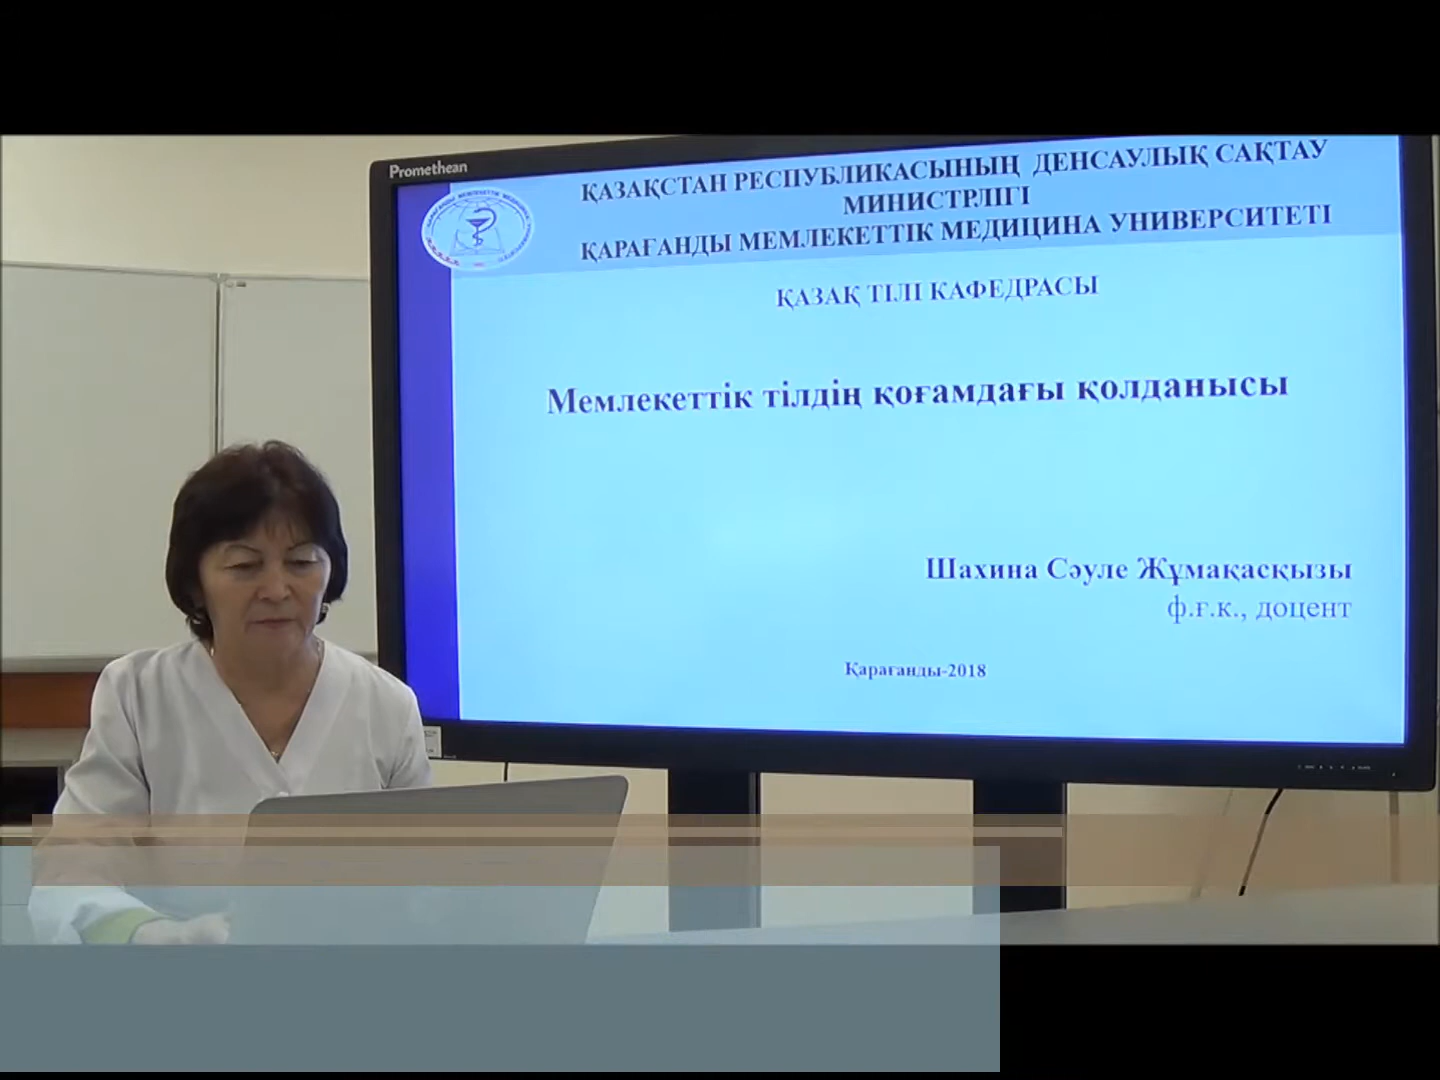 Promethean
ҚАЗАҚСТАН РЕСПУБЛИКАСЫНЫҢ ДЕНСАУЛЫҚ САҚТАУ
МИНИСТРЛІГІ
ҚАРАҒАНДЫ МЕМЛЕКЕТТІК МЕДИЦИНА УНИВЕРСИТЕТІ
ҚАЗАҚ ТІЛІ КАФЕДРАСЫ
Мемлекеттік тілдің қоғамдағы қолданысы
Шахина Сәуле Жұмақасқызы
ф.ғ.к., доцент
Қарағанды-2018